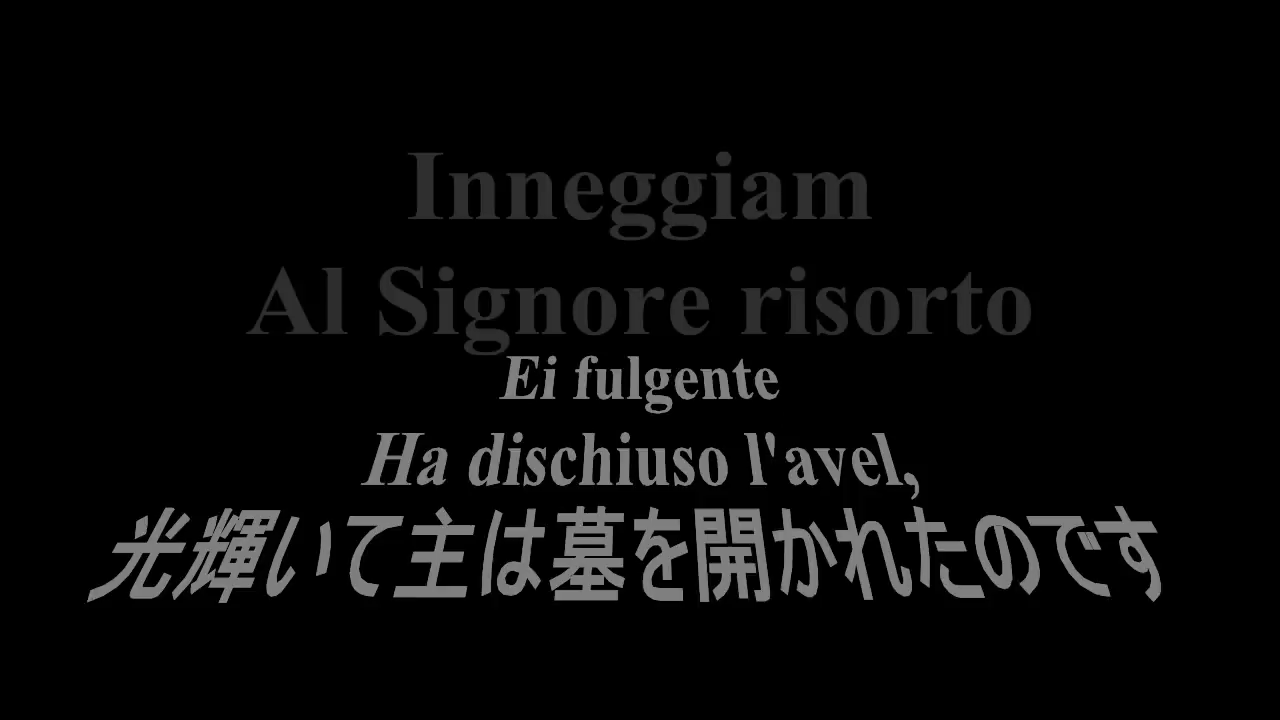 Inneggiam
Al Signore risorto
Ei fulgente
Ha dischiuso l'avel,
光輝いて主は墓を開かれたのです